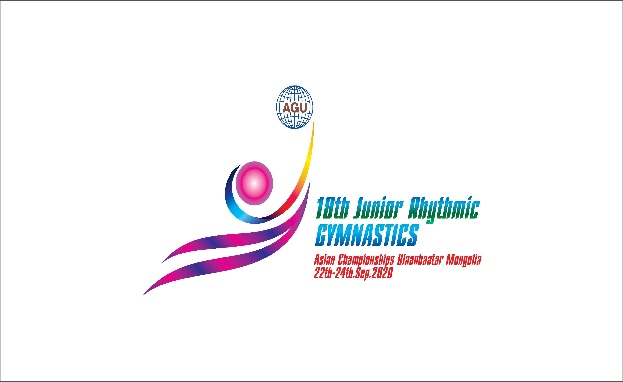 AGU
18th Junior Rhythmic
GYMNASTICS
Asian Championships Ulaanbaatar Mongolia
22th-24th.Sep.2020